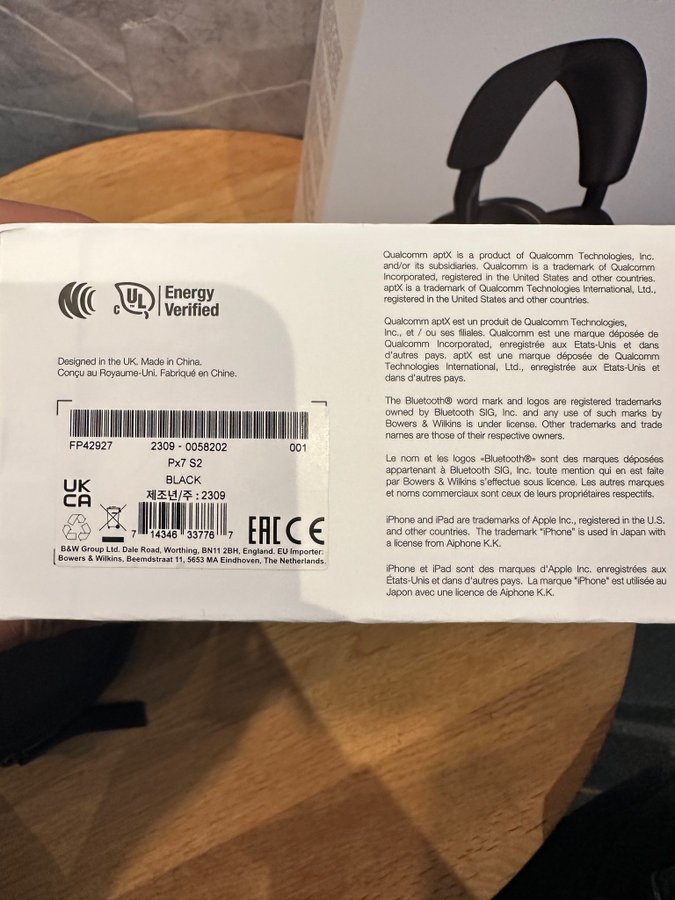 c UL Energy
Verified
Designed in the UK. Made in China.
Conçu au Royaume-Uni. Fabriqué en Chine.
FP42927 2309 - 0058202 001
Px7 S2
BLACK
제조년/주 : 2309
UK
CA
7 14346 33776 7
EAC CE
B&W Group Ltd. Dale Road, Worthing, BN11 2BH, England. EU Importer:
Bowers & Wilkins, Beemdstraat 11, 5653 MA Eindhoven, The Netherlands.
Qualcomm aptX is a product of Qualcomm Technologies, Inc.
and/or its subsidiaries. Qualcomm is a trademark of Qualcomm
Incorporated, registered in the United States and other countries.
aptX is a trademark of Qualcomm Technologies International, Ltd.,
registered in the United States and other countries.
Qualcomm aptX est un produit de Qualcomm Technologies,
Inc., et / ou ses filiales. Qualcomm est une marque déposée de
Qualcomm Incorporated, enregistrée aux Etats-Unis et dans
d'autres pays. aptX est une marque déposée de Qualcomm
Technologies International, Ltd., enregistrée aux Etats-Unis et
dans d'autres pays.
The Bluetooth® word mark and logos are registered trademarks
owned by Bluetooth SIG, Inc. and any use of such marks by
Bowers & Wilkins is under license. Other trademarks and trade
names are those of their respective owners.
Le nom et les logos «Bluetooth®» sont des marques déposées
appartenant à Bluetooth SIG, Inc. toute mention qui en est faite
par Bowers & Wilkins s'effectue sous licence. Les autres marques
et noms commerciaux sont ceux de leurs propriétaires respectifs.
iPhone and iPad are trademarks of Apple Inc., registered in the U.S.
and other countries. The trademark "iPhone" is used in Japan with
a license from Aiphone K.K.
iPhone et iPad sont des marques d'Apple Inc. enregistrées aux
États-Unis et dans d'autres pays. La marque "iPhone" est utilisée au
Japon avec une licence de Aiphone K.K.